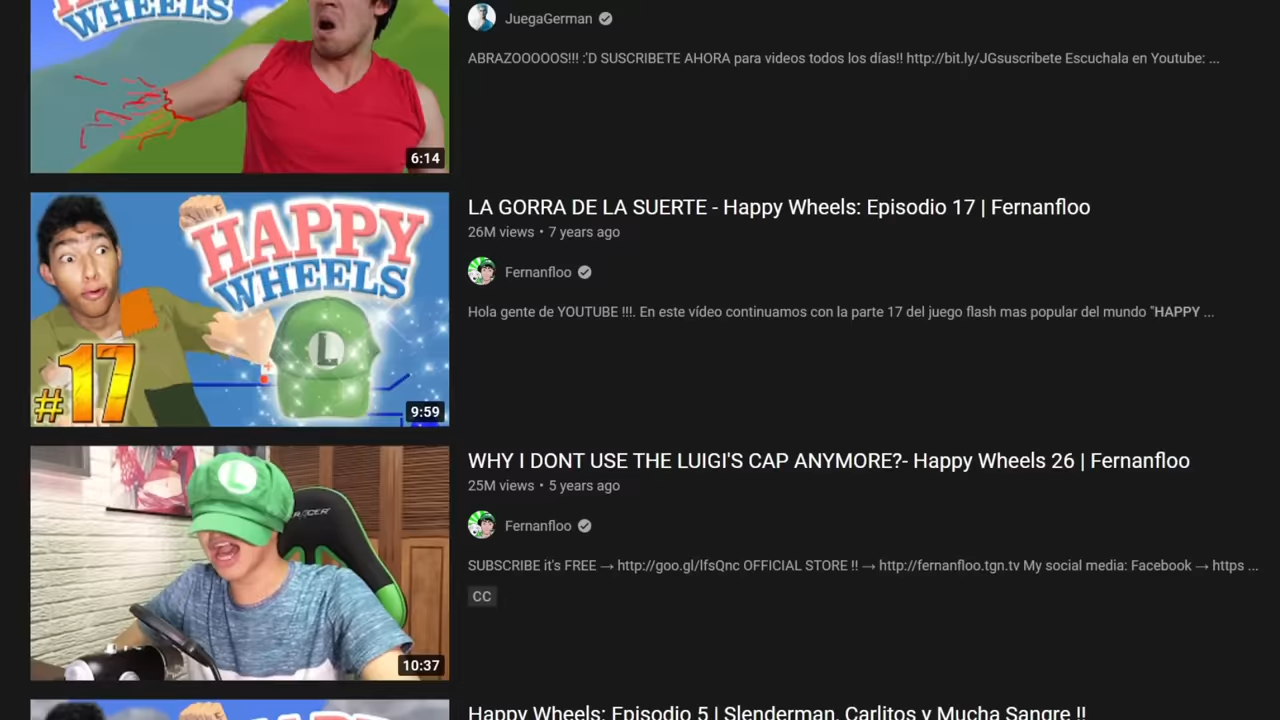 WHEELS
6:14
JuegaGerman
ABRAZOOOOS!!! :'D SUSCRIBETE AHORA para videos todos los días!! http://bit.ly/JGsuscribete Escuchala en Youtube: ...
HAPPY
WHEELS
L
#17
9:59
LA GORRA DE LA SUERTE - Happy Wheels: Episodio 17 | Fernanfloo
26M views • 7 years ago
Fernanfloo
Hola gente de YOUTUBE !!!. En este vídeo continuamos con la parte 17 del juego flash mas popular del mundo "HAPPY ...
L
RACER
10:37
WHY I DONT USE THE LUIGI'S CAP ANYMORE?- Happy Wheels 26 | Fernanfloo
25M views • 5 years ago
Fernanfloo
SUBSCRIBE it's FREE → http://goo.gl/lfsQnc OFFICIAL STORE !! → http://fernanfloo.tgn.tv My social media: Facebook → https ...
CC
Happy Wheels: Episodio 5 | Slenderman, Carlitos y Mucha Sangre !!